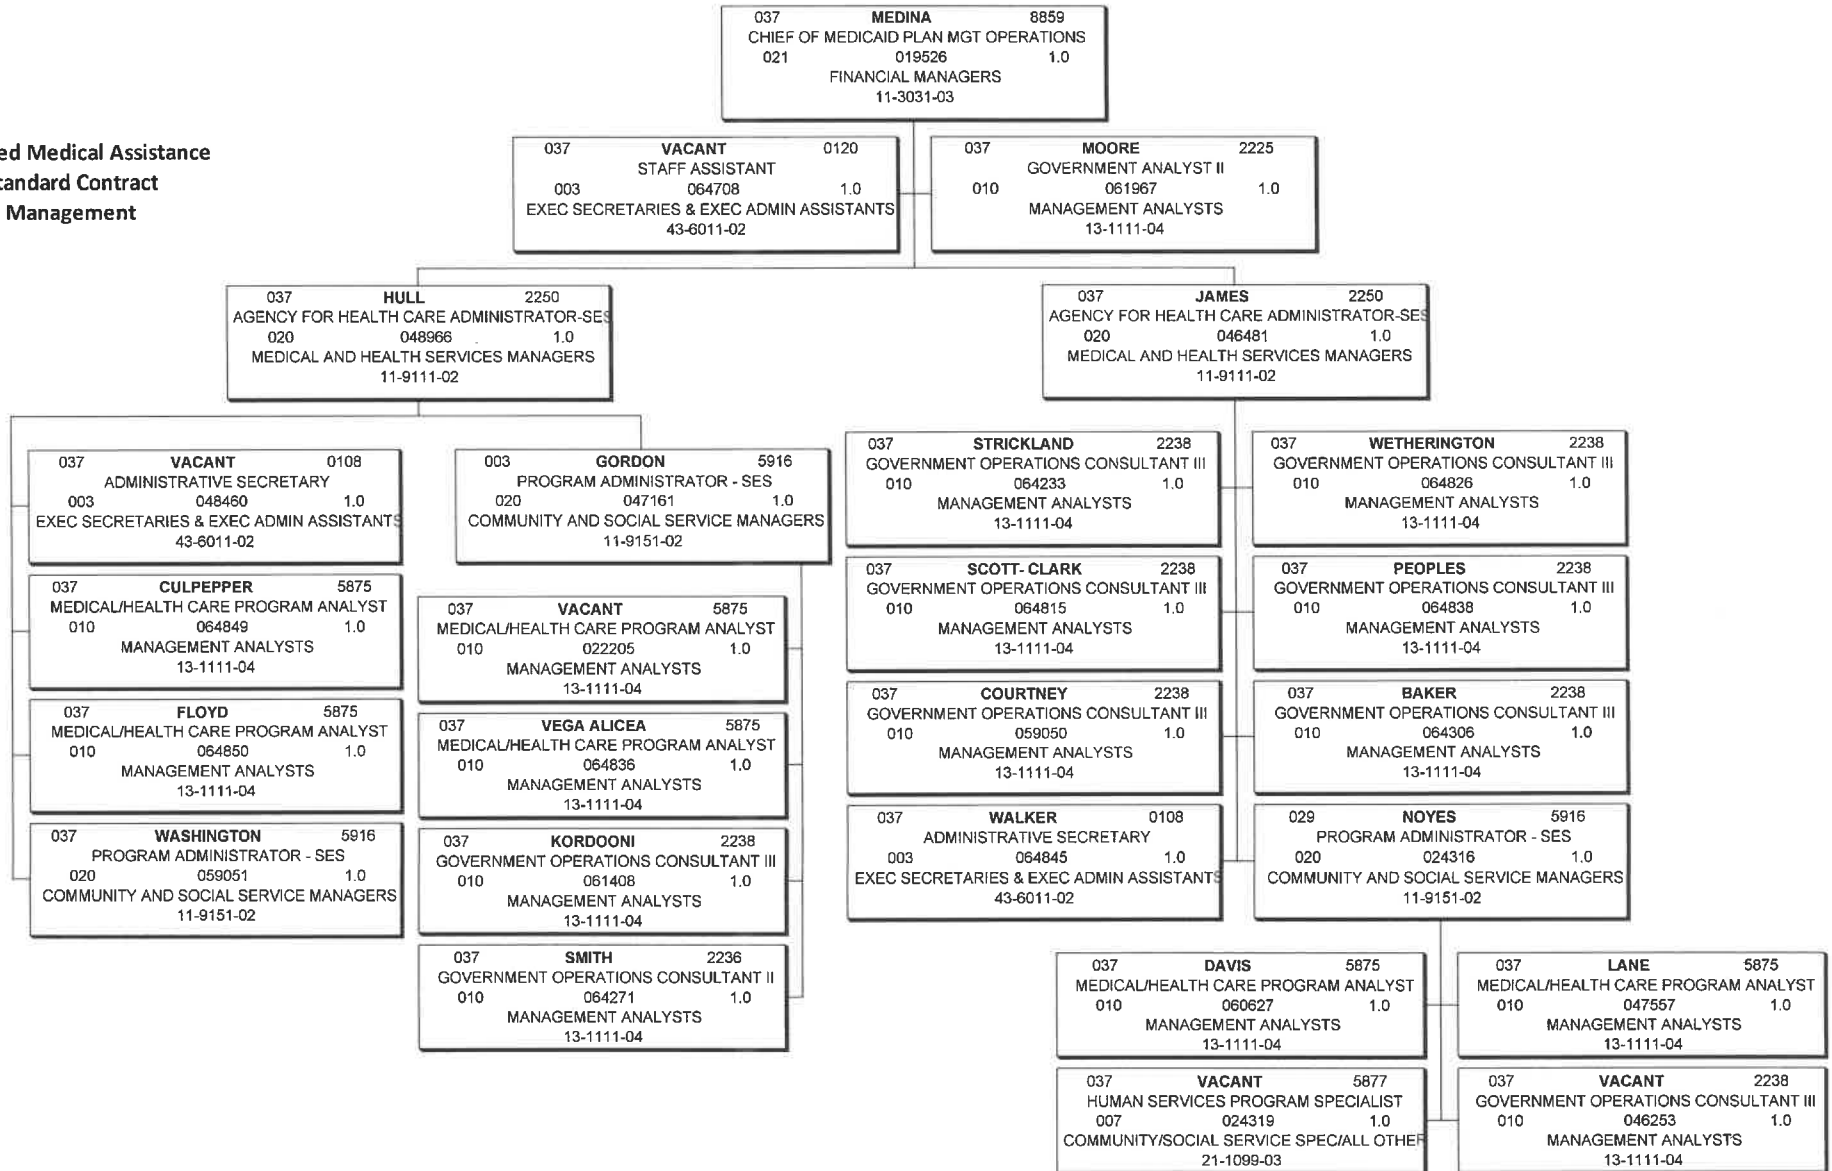 037 MEDINA 8859
CHIEF OF MEDICAID PLAN MGT OPERATIONS
021 019526 1.0
FINANCIAL MANAGERS
11-3031-03
ed Medical Assistance
tandard Contract
Management
037 VACANT 0120
STAFF ASSISTANT
003 064708 1.0
EXEC SECRETARIES & EXEC ADMIN ASSISTANTS
43-6011-02
037 MOORE 2225
GOVERNMENT ANALYST II
010 061967 1.0
MANAGEMENT ANALYSTS
13-1111-04
037 HULL 2250
AGENCY FOR HEALTH CARE ADMINISTRATOR-SES
020 048966 1.0
MEDICAL AND HEALTH SERVICES MANAGERS
11-9111-02
037 JAMES 2250
AGENCY FOR HEALTH CARE ADMINISTRATOR-SES
020 046481 1.0
MEDICAL AND HEALTH SERVICES MANAGERS
11-9111-02
037 VACANT 0108
ADMINISTRATIVE SECRETARY
003 048460 1.0
EXEC SECRETARIES & EXEC ADMIN ASSISTANTS
43-6011-02
037 CULPEPPER 5875
MEDICAL/HEALTH CARE PROGRAM ANALYST
010 064849 1.0
MANAGEMENT ANALYSTS
13-1111-04
037 FLOYD 5875
MEDICAL/HEALTH CARE PROGRAM ANALYST
010 064850 1.0
MANAGEMENT ANALYSTS
13-1111-04
037 WASHINGTON 5916
PROGRAM ADMINISTRATOR - SES
020 059051 1.0
COMMUNITY AND SOCIAL SERVICE MANAGERS
11-9151-02
003 GORDON 5916
PROGRAM ADMINISTRATOR - SES
020 047161 1.0
COMMUNITY AND SOCIAL SERVICE MANAGERS
11-9151-02
037 VACANT 5875
MEDICAL/HEALTH CARE PROGRAM ANALYST
010 022205 1.0
MANAGEMENT ANALYSTS
13-1111-04
037 VEGA ALICEA 5875
MEDICAL/HEALTH CARE PROGRAM ANALYST
010 064836 1.0
MANAGEMENT ANALYSTS
13-1111-04
037 KORDOONI 2238
GOVERNMENT OPERATIONS CONSULTANT III
010 061408 1.0
MANAGEMENT ANALYSTS
13-1111-04
037 SMITH 2236
GOVERNMENT OPERATIONS CONSULTANT II
010 064271 1.0
MANAGEMENT ANALYSTS
13-1111-04
037 STRICKLAND 2238
GOVERNMENT OPERATIONS CONSULTANT III
010 064233 1.0
MANAGEMENT ANALYSTS
13-1111-04
037 WETHERINGTON 2238
GOVERNMENT OPERATIONS CONSULTANT III
010 064826 1.0
MANAGEMENT ANALYSTS
13-1111-04
037 SCOTT- CLARK 2238
GOVERNMENT OPERATIONS CONSULTANT III
010 064815 1.0
MANAGEMENT ANALYSTS
13-1111-04
037 PEOPLES 2238
GOVERNMENT OPERATIONS CONSULTANT III
010 064838 1.0
MANAGEMENT ANALYSTS
13-1111-04
037 COURTNEY 2238
GOVERNMENT OPERATIONS CONSULTANT III
010 059050 1.0
MANAGEMENT ANALYSTS
13-1111-04
037 BAKER 2238
GOVERNMENT OPERATIONS CONSULTANT III
010 064306 1.0
MANAGEMENT ANALYSTS
13-1111-04
037 WALKER 0108
ADMINISTRATIVE SECRETARY
003 064845 1.0
EXEC SECRETARIES & EXEC ADMIN ASSISTANTS
43-6011-02
029 NOYES 5916
PROGRAM ADMINISTRATOR - SES
020 024316 1.0
COMMUNITY AND SOCIAL SERVICE MANAGERS
11-9151-02
037 DAVIS 5875
MEDICAL/HEALTH CARE PROGRAM ANALYST
010 060627 1.0
MANAGEMENT ANALYSTS
13-1111-04
037 LANE 5875
MEDICAL/HEALTH CARE PROGRAM ANALYST
010 047557 1.0
MANAGEMENT ANALYSTS
13-1111-04
037 VACANT 5877
HUMAN SERVICES PROGRAM SPECIALIST
007 024319 1.0
COMMUNITY/SOCIAL SERVICE SPEC/ALL OTHER
21-1099-03
037 VACANT 2238
GOVERNMENT OPERATIONS CONSULTANT III
010 046253 1.0
MANAGEMENT ANALYSTS
13-1111-04